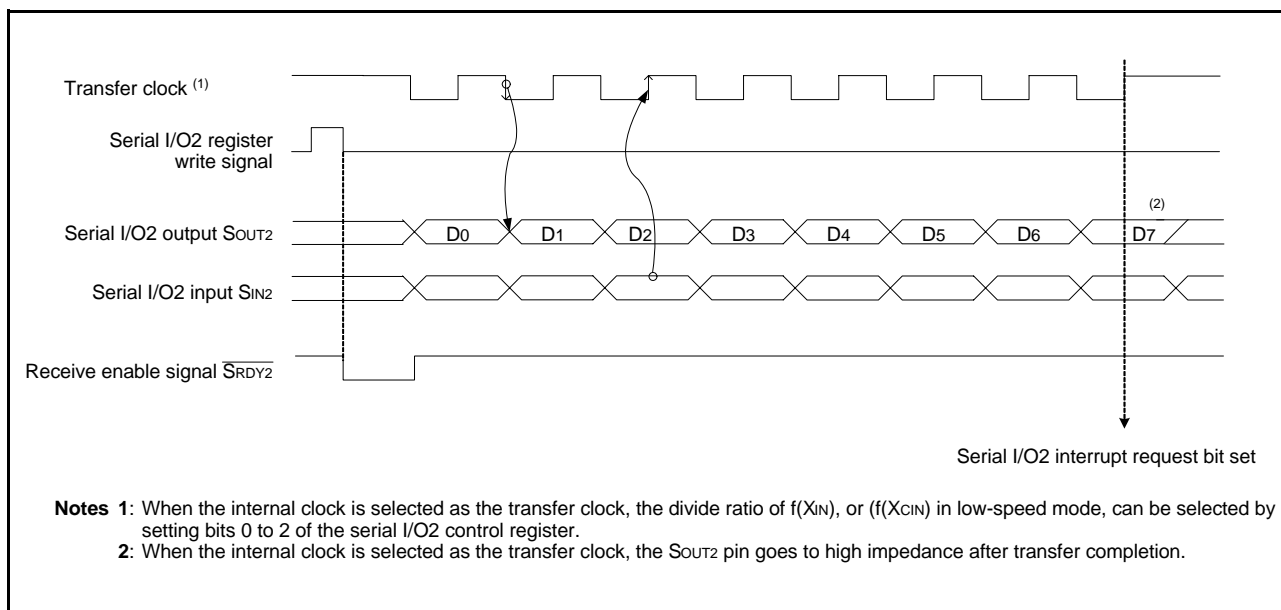 Transfer clock (1)
Serial I/O2 register
write signal
(2)
Serial I/O2 output SOUT2
D0 D1 D2 D3 D4 D5 D6 D7
Serial I/O2 input SIN2
Receive enable signal SRDY2
Serial I/O2 interrupt request bit set
Notes 1: When the internal clock is selected as the transfer clock, the divide ratio of f(XIN), or (f(XCIN) in low-speed mode, can be selected by
setting bits 0 to 2 of the serial I/O2 control register.
2: When the internal clock is selected as the transfer clock, the SOUT2 pin goes to high impedance after transfer completion.